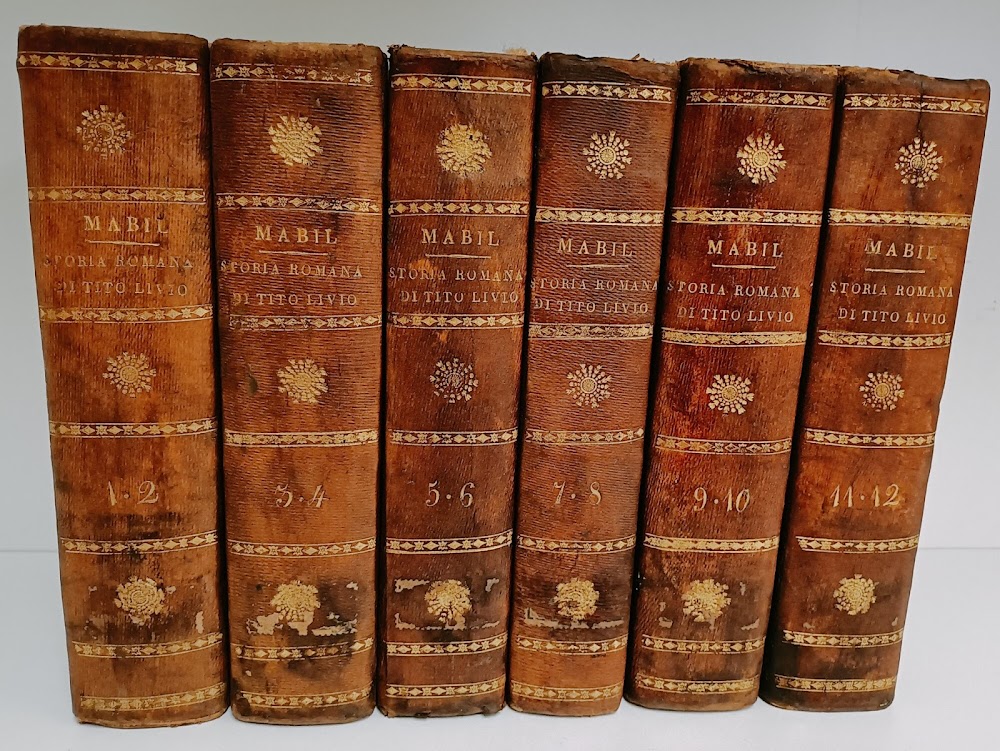 MABIL
STORIA ROMANA
DI TITO LIVIO
1·2
MABIL
STORIA ROMANA
DI TITO LIVIO
3·4
MABIL
STORIA ROMANA
DI TITO LIVIO
5·6
MABIL
STORIA ROMANA
DI TITO LIVIO
7·8
MABIL
STORIA ROMANA
DI TITO LIVIO
9·10
MABIL
STORIA ROMANA
DI TITO LIVIO
11·12